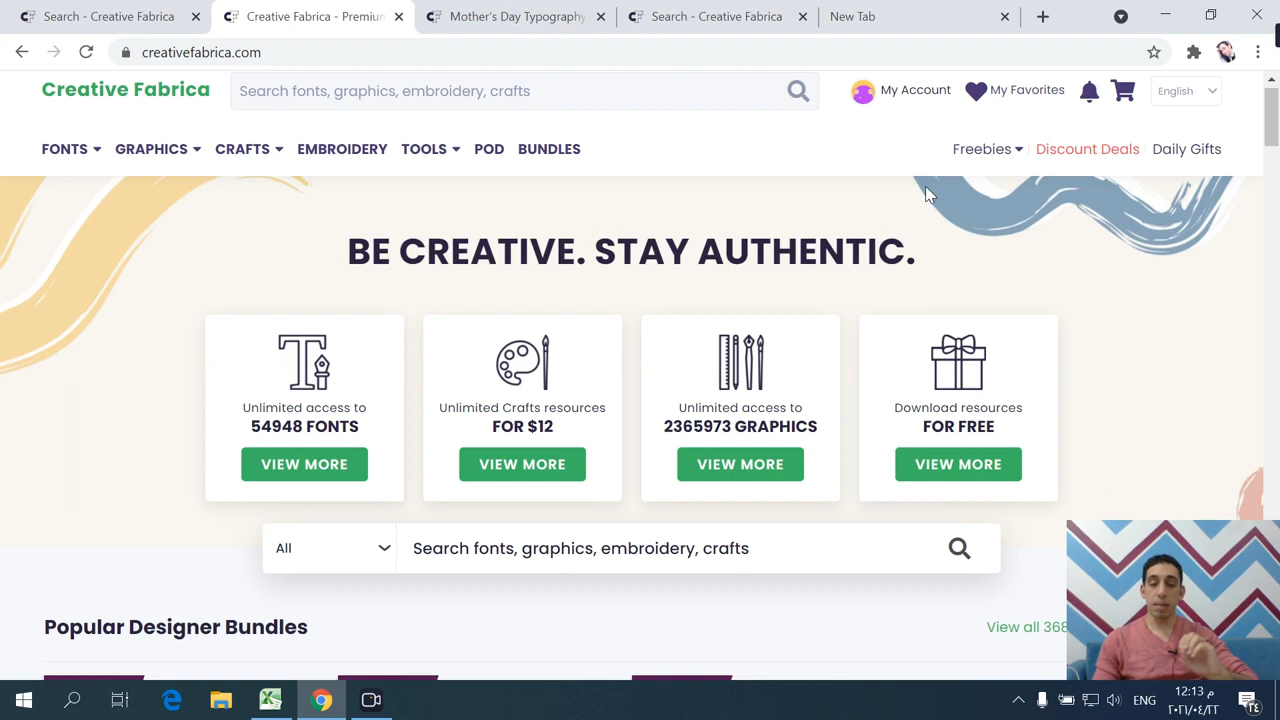 Search - Creative Fabrica
Creative Fabrica - Premium
Mother's Day Typography
Search - Creative Fabrica
New Tab
creativefabrica.com
Creative Fabrica
Search fonts, graphics, embroidery, crafts
My Account
My Favorites
English
FONTS
GRAPHICS
CRAFTS
EMBROIDERY
TOOLS
POD
BUNDLES
Freebies
Discount Deals
Daily Gifts
BE CREATIVE. STAY AUTHENTIC.
Unlimited access to
54948 FONTS
VIEW MORE
Unlimited Crafts resources
FOR $12
VIEW MORE
Unlimited access to
2365973 GRAPHICS
VIEW MORE
Download resources
FOR FREE
VIEW MORE
All
Search fonts, graphics, embroidery, crafts
Popular Designer Bundles
View all 368
ENG
12:13 م
٢٠٢١/٠٤/٢٢
٢٤